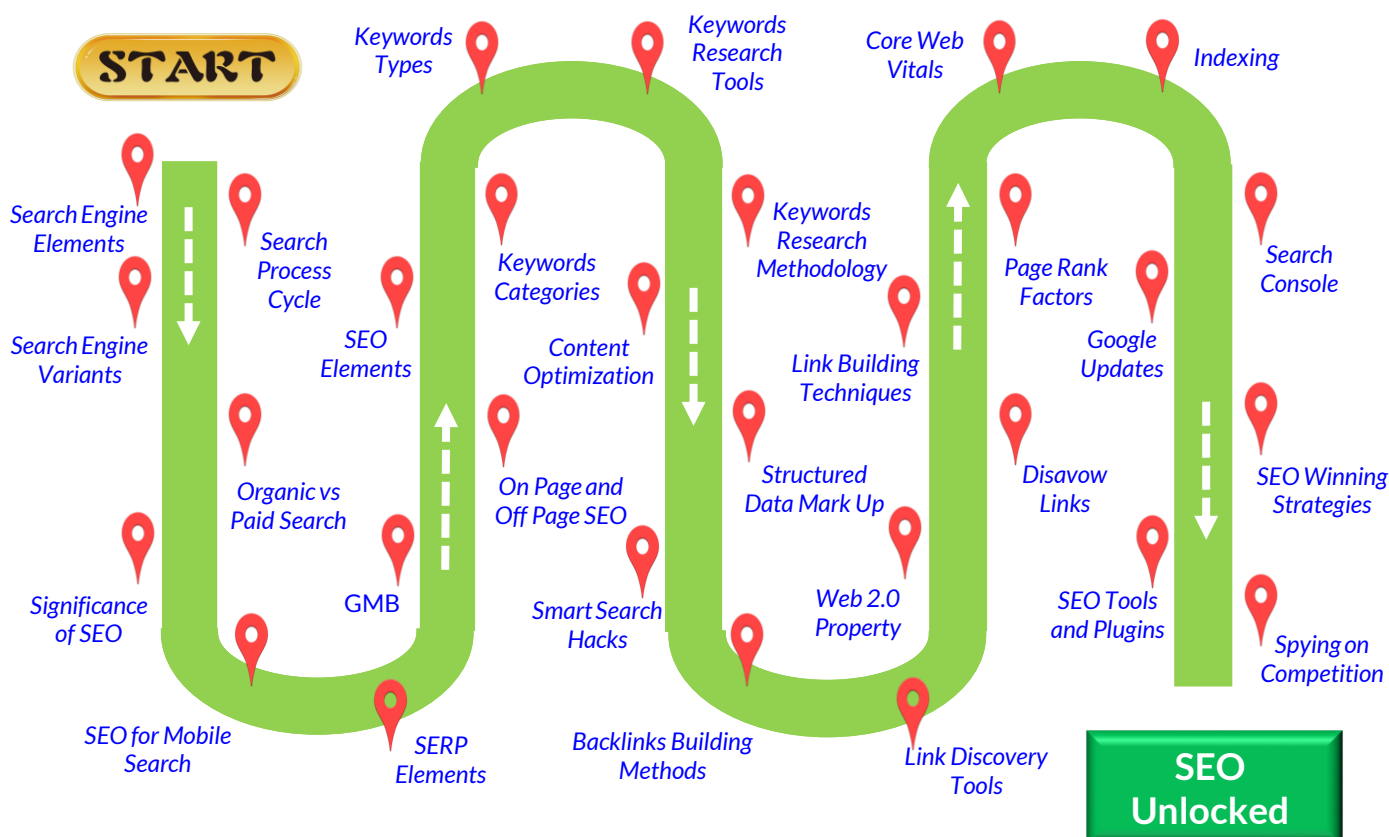 START
Search Engine
Elements
Search
Process
Cycle
Search Engine
Variants
Organic vs
Paid Search
Significance
of SEO
SEO for Mobile
Search
SERP
Elements
GMB
On Page and
Off Page SEO
SEO
Elements
Keywords
Categories
Keywords
Types
Keywords
Research
Tools
Keywords
Research
Methodology
Content
Optimization
Structured
Data Mark Up
Smart Search
Hacks
Backlinks Building
Methods
Link Discovery
Tools
Web 2.0
Property
Disavow
Links
Link Building
Techniques
Page Rank
Factors
Core Web
Vitals
Indexing
Search
Console
Google
Updates
SEO Winning
Strategies
SEO Tools
and Plugins
Spying on
Competition
SEO
Unlocked